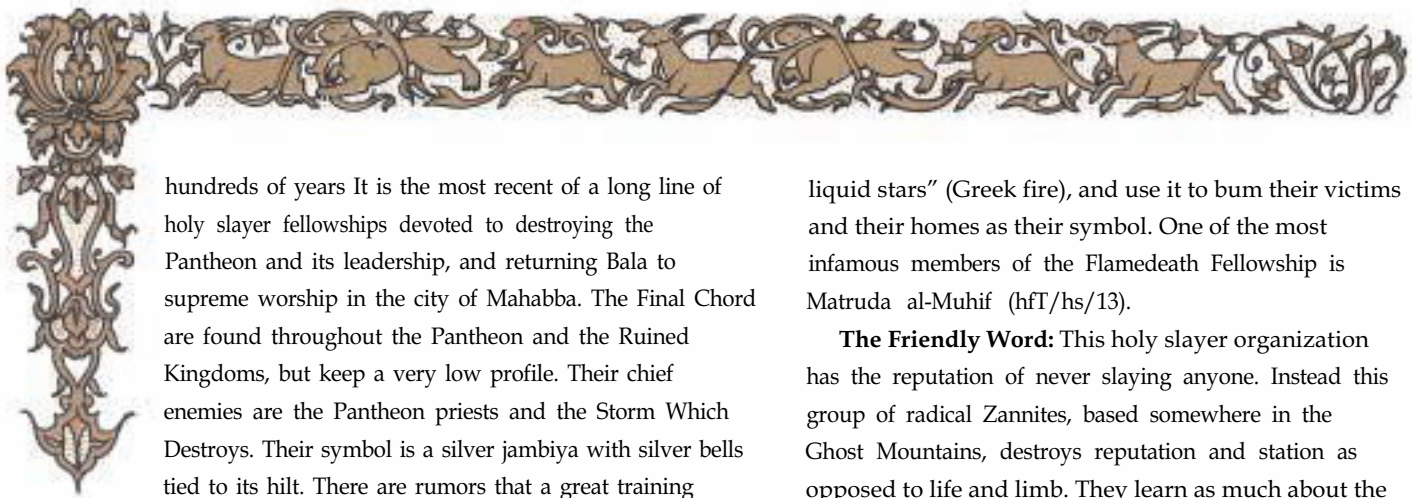 hundreds of years It is the most recent of a long line of
holy slayer fellowships devoted to destroying the
Pantheon and its leadership, and returning Bala to
supreme worship in the city of Mahabba. The Final Chord
are found throughout the Pantheon and the Ruined
Kingdoms, but keep a very low profile. Their chief
enemies are the Pantheon priests and the Storm Which
Destroys. Their symbol is a silver jambiya with silver bells
tied to its hilt. There are rumors that a great training
liquid stars” (Greek fire), and use it to bum their victims
and their homes as their symbol. One of the most
infamous members of the Flamedeath Fellowship is
Matruda al-Muhif (hfT/hs/13).
The Friendly Word: This holy slayer organization
has the reputation of never slaying anyone. Instead this
group of radical Zannites, based somewhere in the
Ghost Mountains, destroys reputation and station as
opposed to life and limb. They learn as much about the